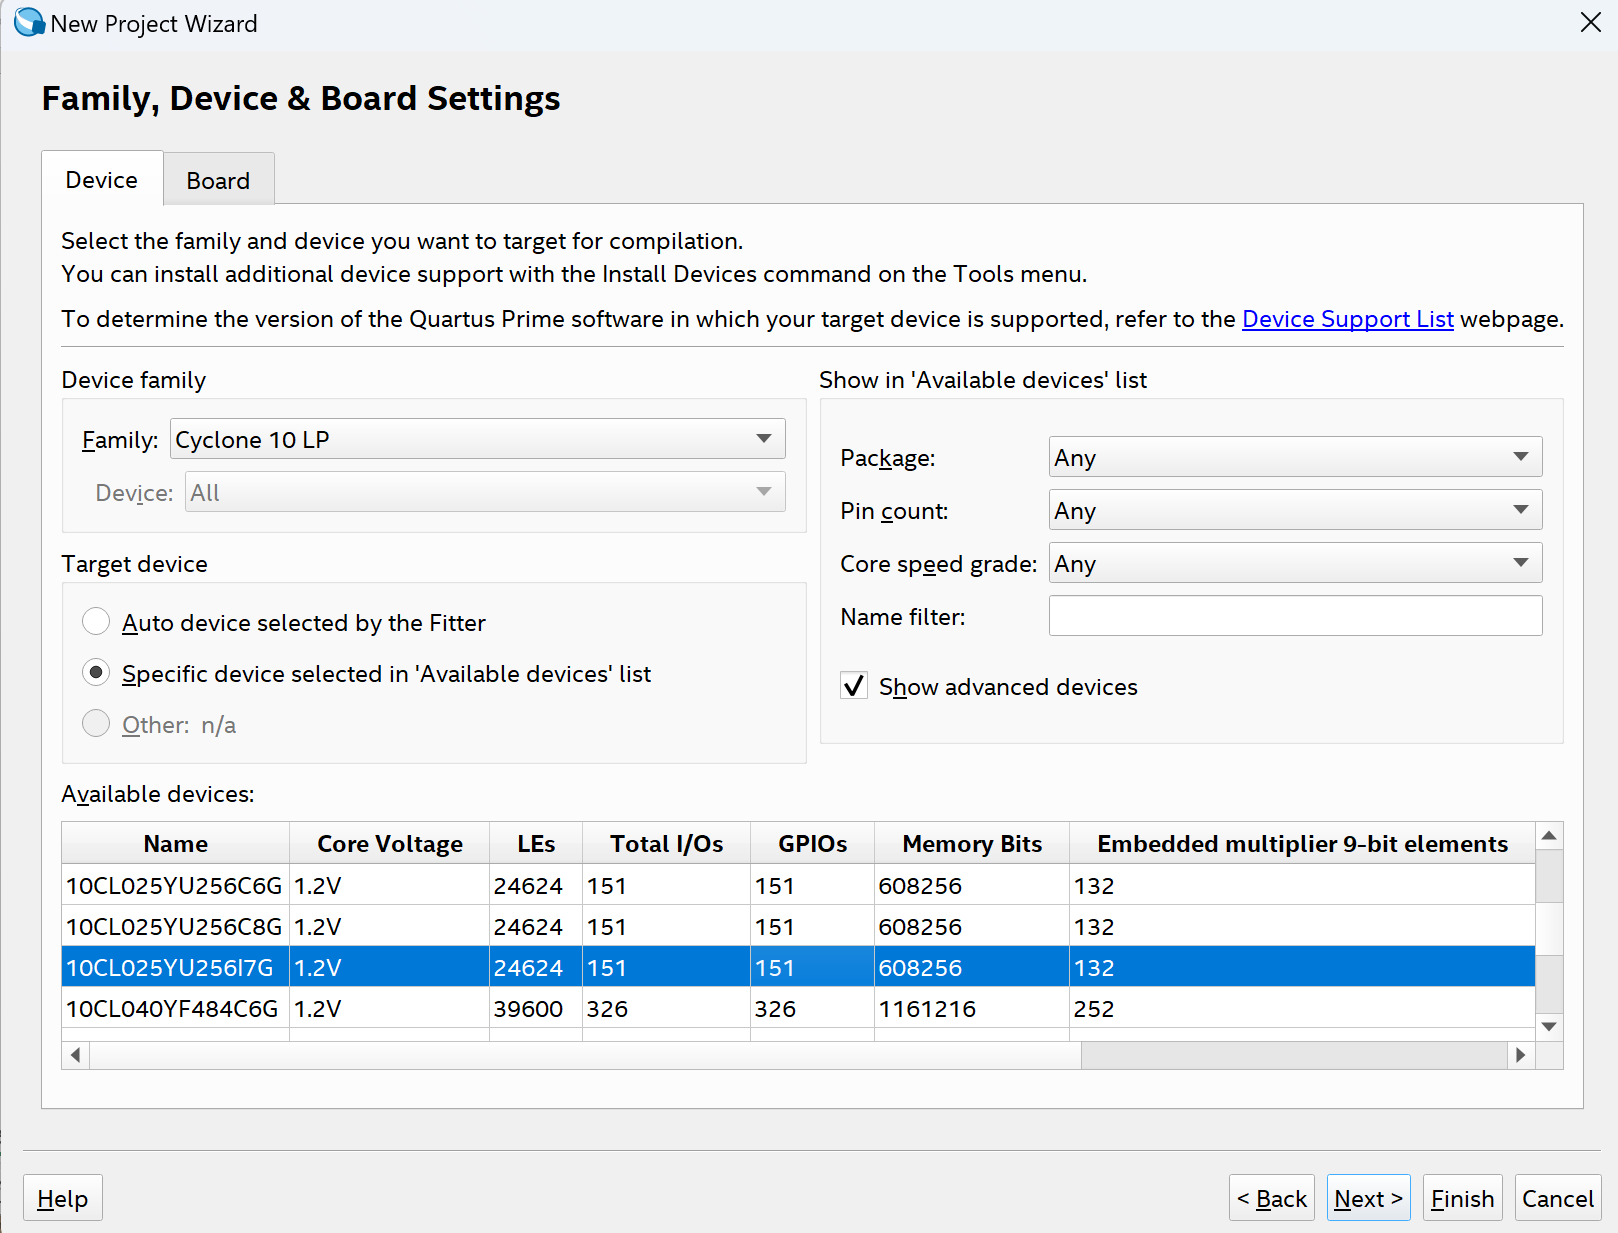 New Project Wizard
Family, Device & Board Settings
Device Board
Select the family and device you want to target for compilation.
You can install additional device support with the Install Devices command on the Tools menu.
To determine the version of the Quartus Prime software in which your target device is supported, refer to the Device Support List webpage.
Device family
Family: Cyclone 10 LP
Device: All
Target device
Auto device selected by the Fitter
Specific device selected in 'Available devices' list
Other: n/a
Show in 'Available devices' list
Package: Any
Pin count: Any
Core speed grade: Any
Name filter:
Show advanced devices
Available devices:
Name Core Voltage LEs Total I/Os GPIOs Memory Bits Embedded multiplier 9-bit elements
10CL025YU256C6G 1.2V 24624 151 151 608256 132
10CL025YU256C8G 1.2V 24624 151 151 608256 132
10CL025YU256I7G 1.2V 24624 151 151 608256 132
10CL040YF484C6G 1.2V 39600 326 326 1161216 252
Help < Back Next > Finish Cancel